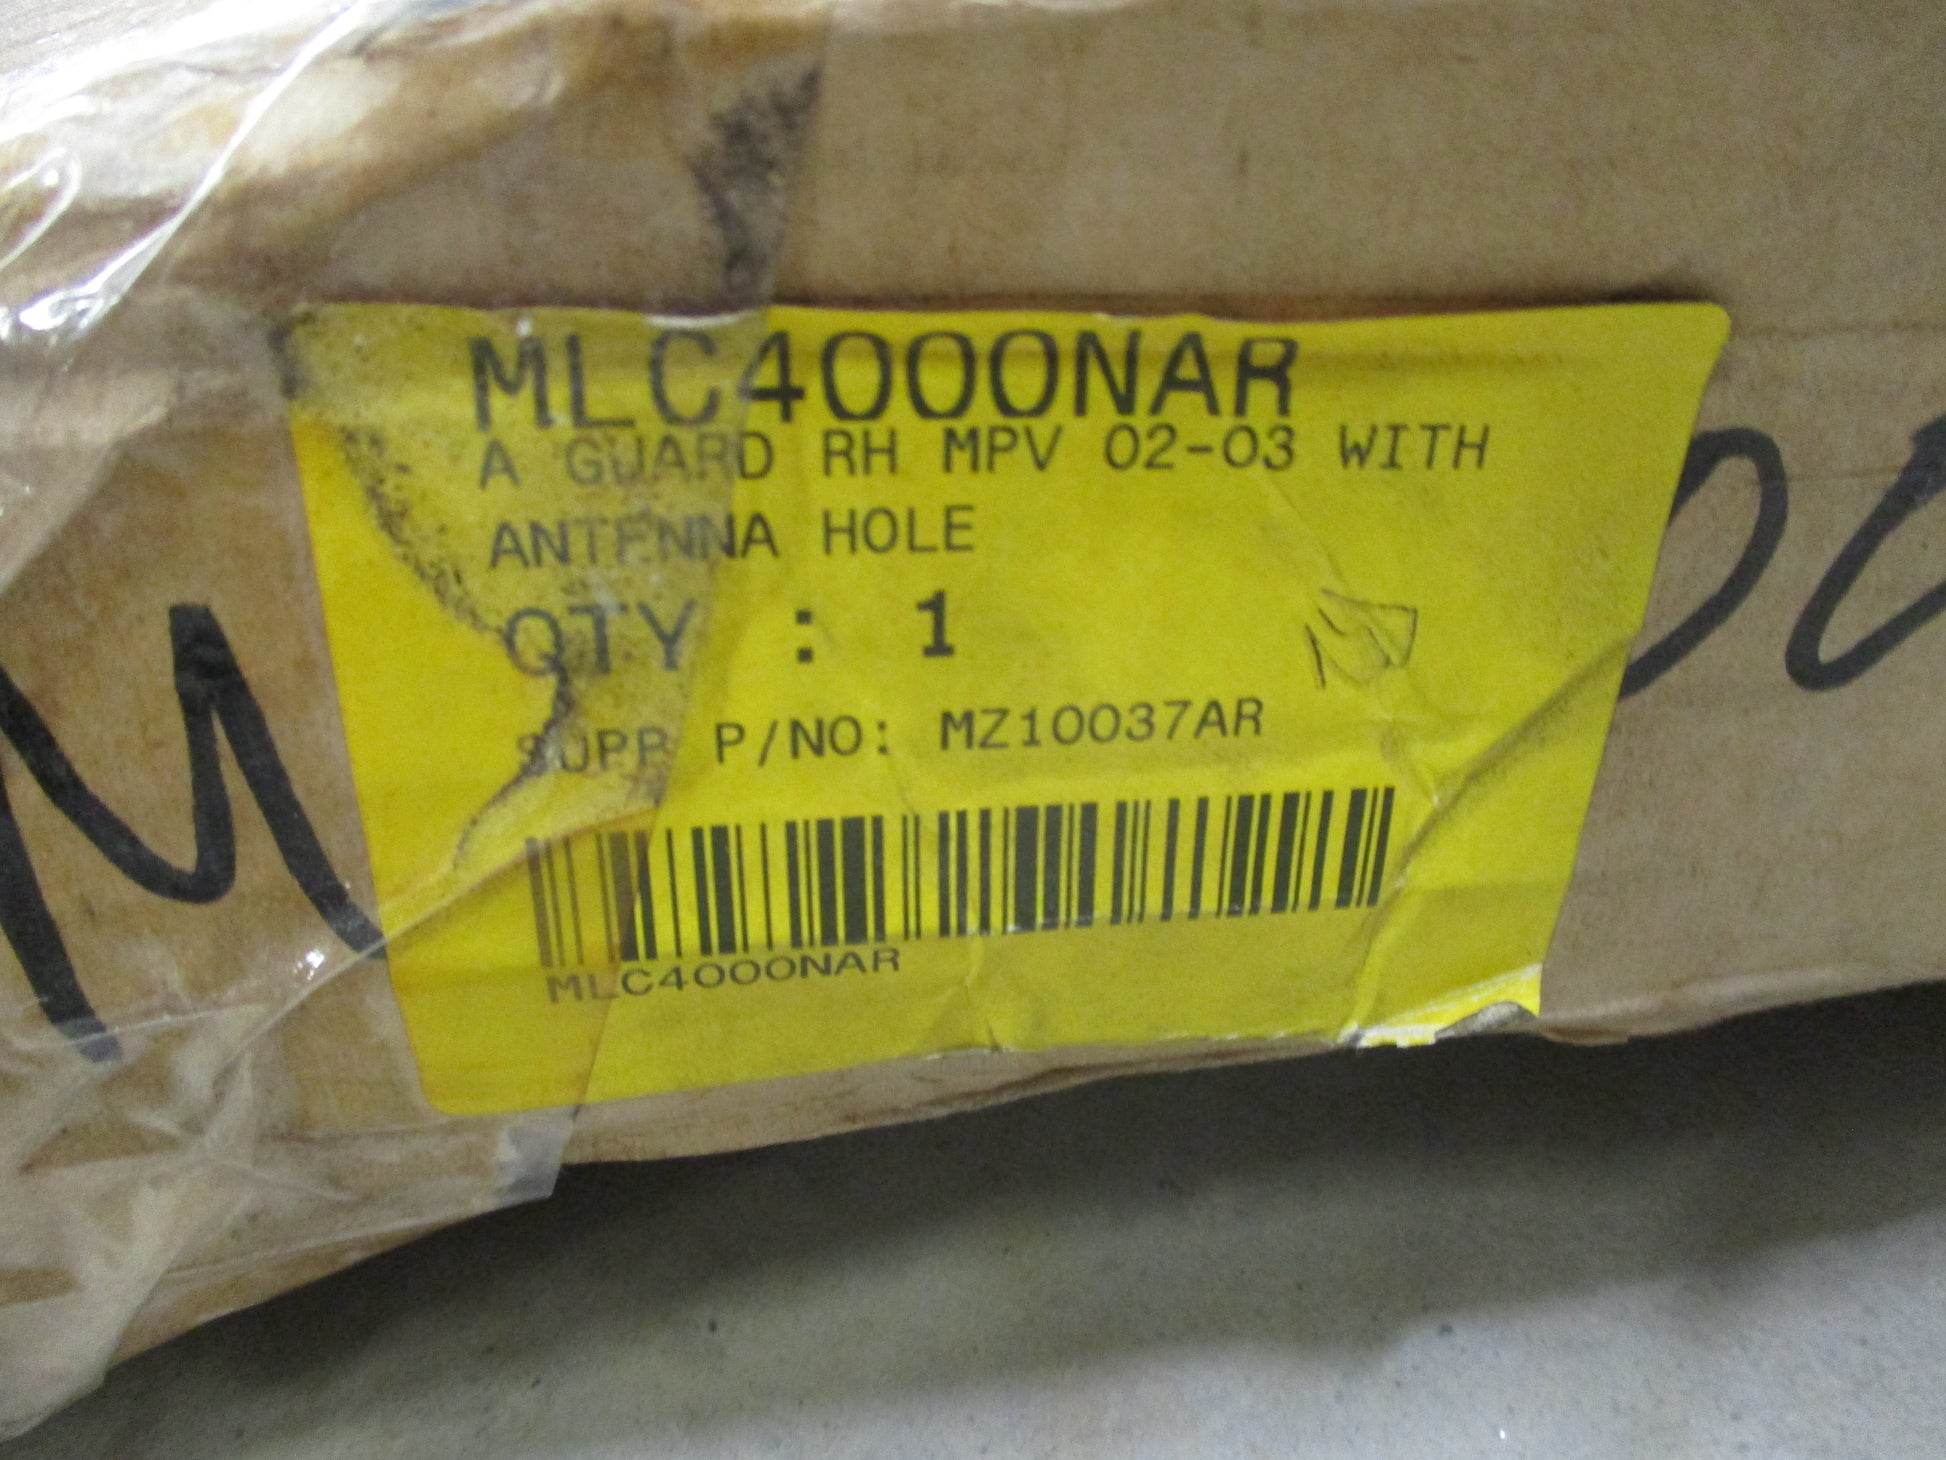 MLC4000NAR
A GUARD RH MPV 02-03 WITH
ANTENNA HOLE
QTY : 1
SUPP P/NO: MZ10037AR
MLC4000NAR
M